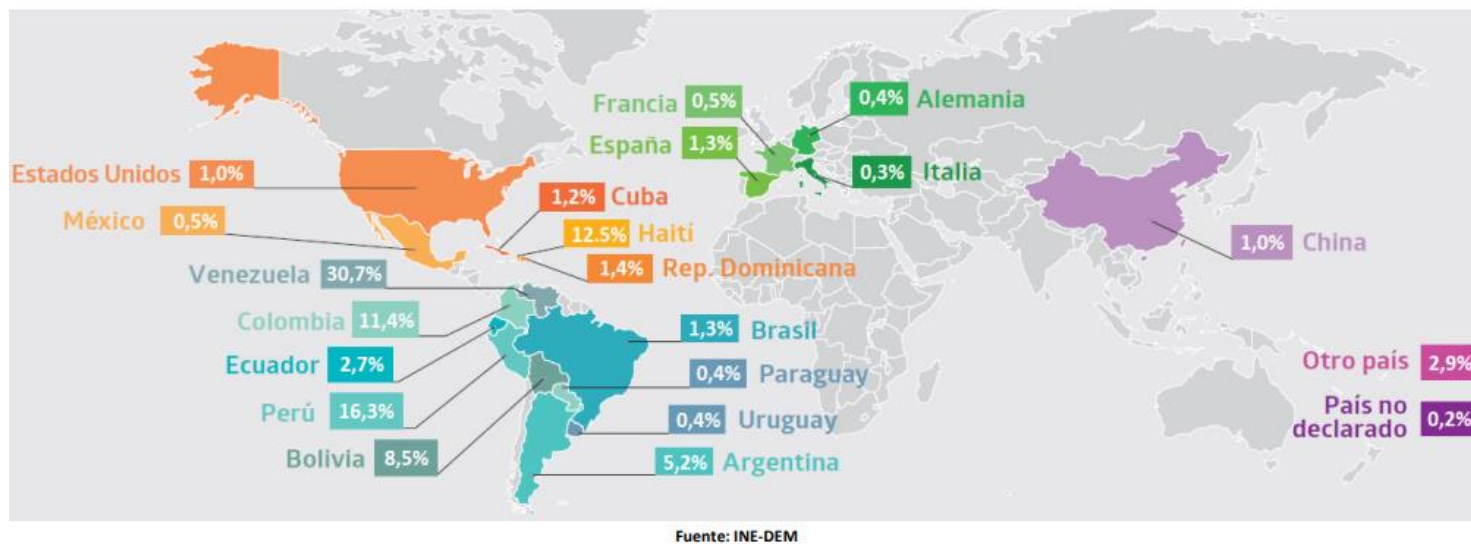 Francia 0,5%
0,4% Alemania
España 1,3%
0,3% Italia
Estados Unidos 1,0%
1,2% Cuba
México 0,5%
12.5% Haití
1,0% China
Venezuela 30,7%
1,4% Rep. Dominicana
Colombia 11,4%
1,3% Brasil
Ecuador 2,7%
0,4% Paraguay
Otro país 2,9%
Perú 16,3%
0,4% Uruguay
País no
declarado 0,2%
Bolivia 8,5%
5,2% Argentina
Fuente: INE-DEM